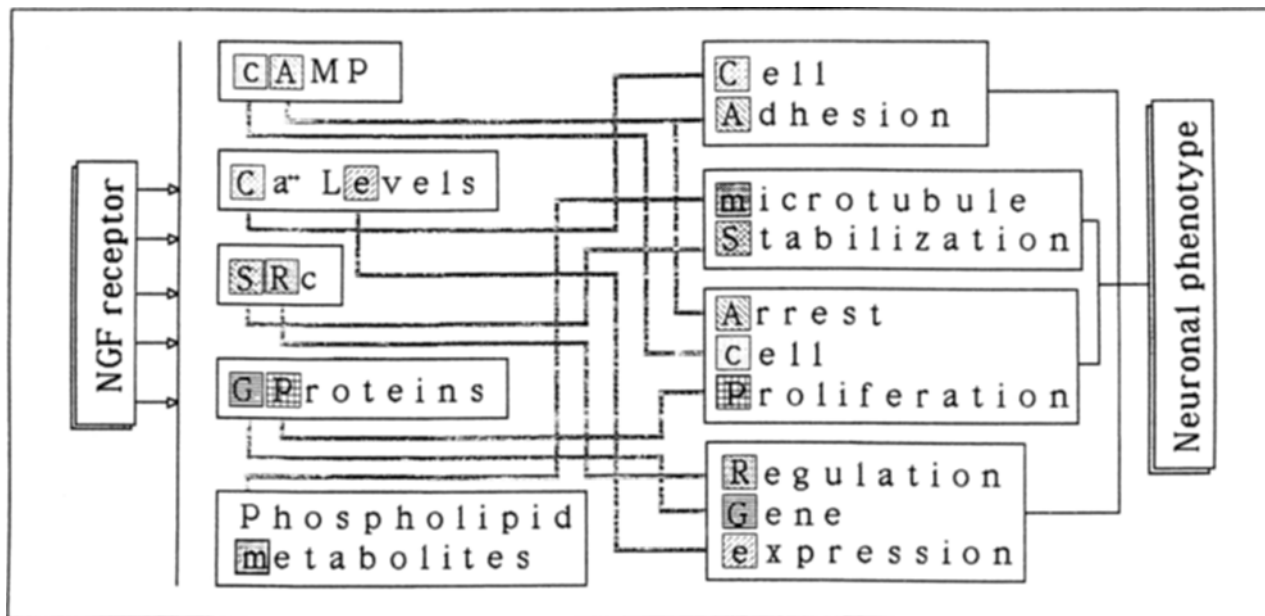 NGF receptor
cAMP
Ca¨ Levels
SRc
G Proteins
Phospholipid
metabolites
Cell
Adhesion
microtubule
Stabilization
Arrest
cell
Proliferation
Regulation
Gene
expression
Neuronal phenotype